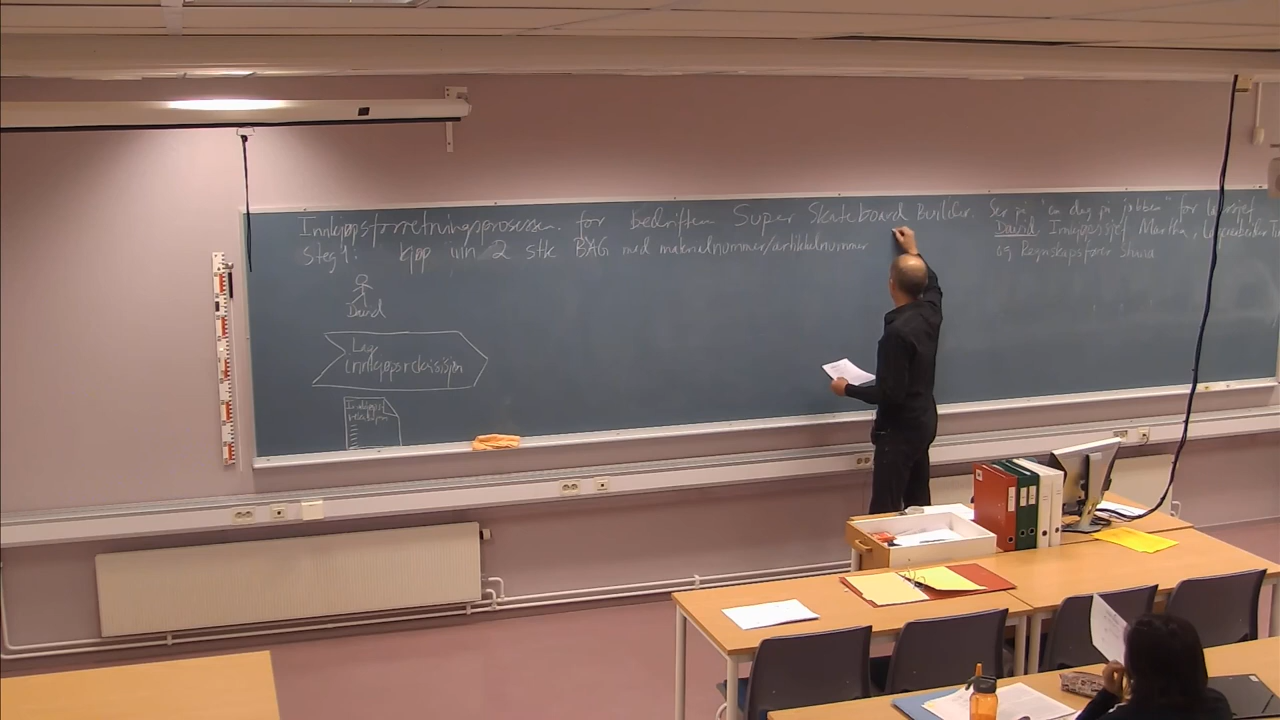 Innkjøpsforretningsprosessen for bedriften Super Skateboard Builder. Ser på "en dag på jobben" for lagersjef
David, Innkjøpssjef Martha,
og Regnskapsfører Shuna
steg 1: kjøp inn 2 stk BAG med materialnummer/artikkelnummer
David
Lag
innkjøpsrekvisisjon